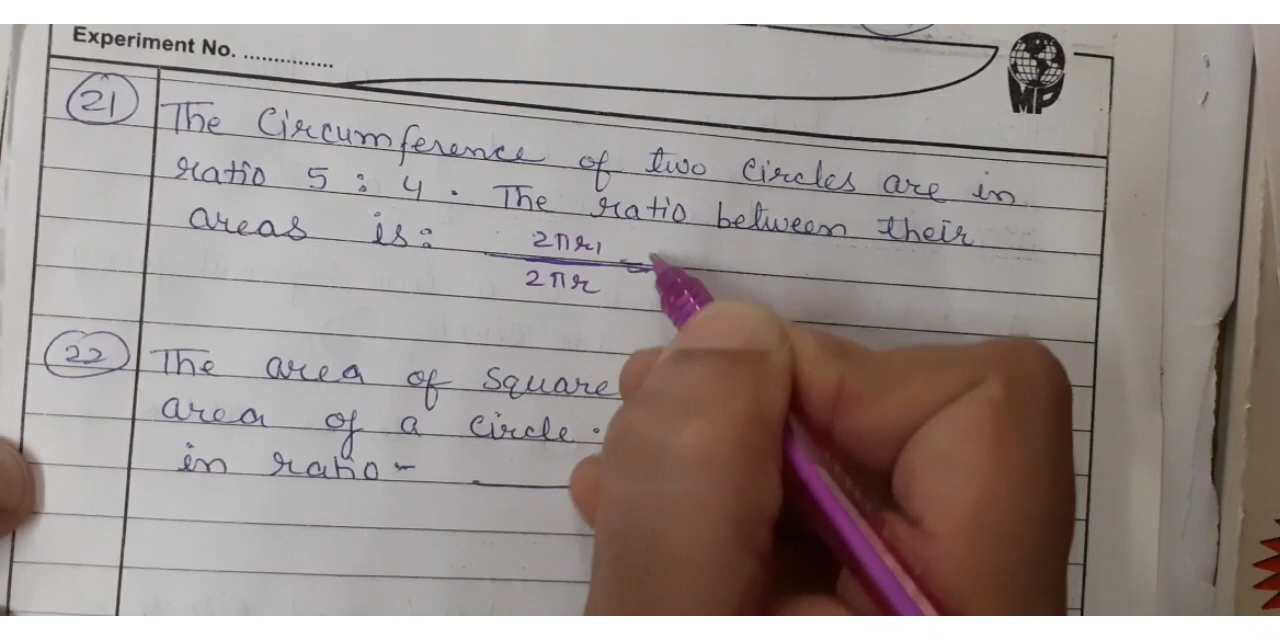 Experiment No. ...............
MP
21 The Circumference of two circles are in
ratio 5 : 4 . The ratio between their
areas is:
2πr1 =
2πr
22 The area of square
area of a circle .
in ratio -